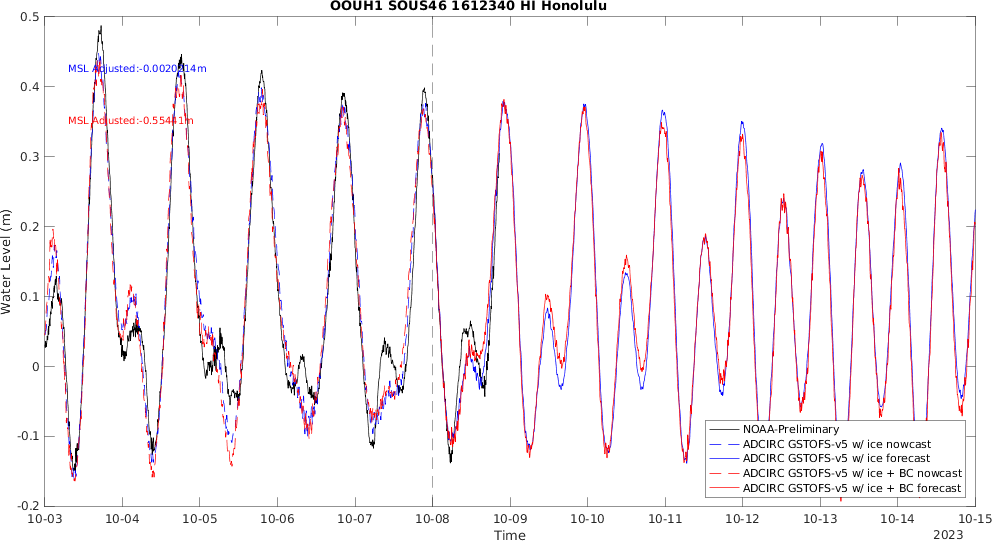 OOUH1 SOUS46 1612340 HI Honolulu
0.5
0.4
0.3
0.2
0.1
0
-0.1
-0.2
Water Level (m)
MSL Adjusted:-0.0020214m
MSL Adjusted:-0.55441m
NOAA-Preliminary
ADCIRC GSTOFS-v5 w/ ice nowcast
ADCIRC GSTOFS-v5 w/ ice forecast
ADCIRC GSTOFS-v5 w/ ice + BC nowcast
ADCIRC GSTOFS-v5 w/ ice + BC forecast
10-03 10-04 10-05 10-06 10-07 10-08 10-09 10-10 10-11 10-12 10-13 10-14 10-15
Time
2023